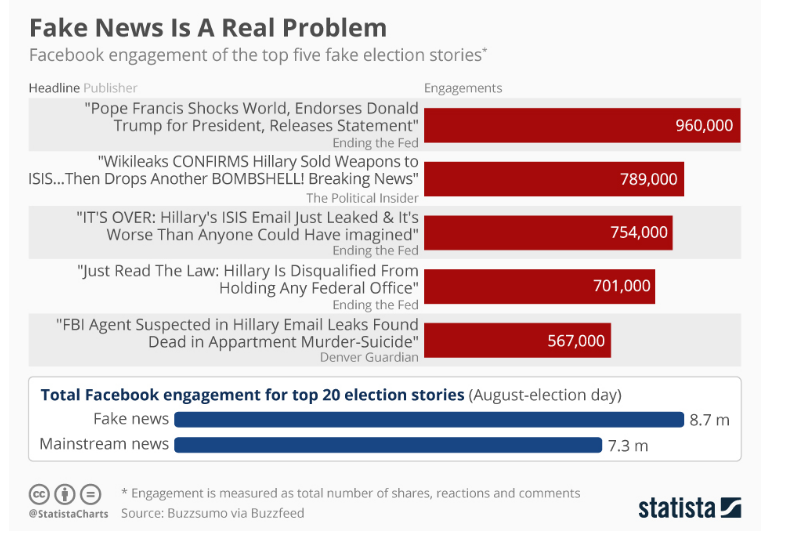 Fake News Is A Real Problem
Facebook engagement of the top five fake election stories*
Headline Publisher
Engagements
"Pope Francis Shocks World, Endorses Donald
Trump for President, Releases Statement"
Ending the Fed
960,000
"Wikileaks CONFIRMS Hillary Sold Weapons to
ISIS...Then Drops Another BOMBSHELL! Breaking News"
The Political Insider
789,000
"IT'S OVER: Hillary's ISIS Email Just Leaked & It's
Worse Than Anyone Could Have imagined"
Ending the Fed
754,000
"Just Read The Law: Hillary Is Disqualified From
Holding Any Federal Office"
Ending the Fed
701,000
"FBI Agent Suspected in Hillary Email Leaks Found
Dead in Appartment Murder-Suicide"
Denver Guardian
567,000
Total Facebook engagement for top 20 election stories (August-election day)
Fake news 8.7 m
Mainstream news 7.3 m
cc
@StatistaCharts
* Engagement is measured as total number of shares, reactions and comments
Source: Buzzsumo via Buzzfeed
statista